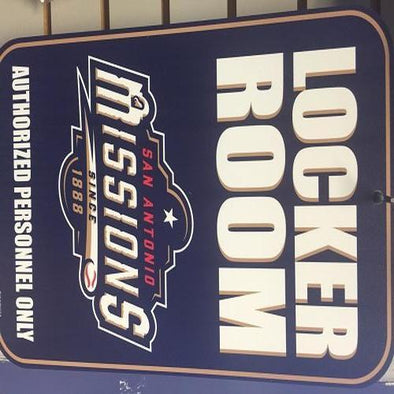 LOCKER
ROOM
SAN ANTONIO
MISSIONS
SINCE
1888
AUTHORIZED PERSONNEL ONLY